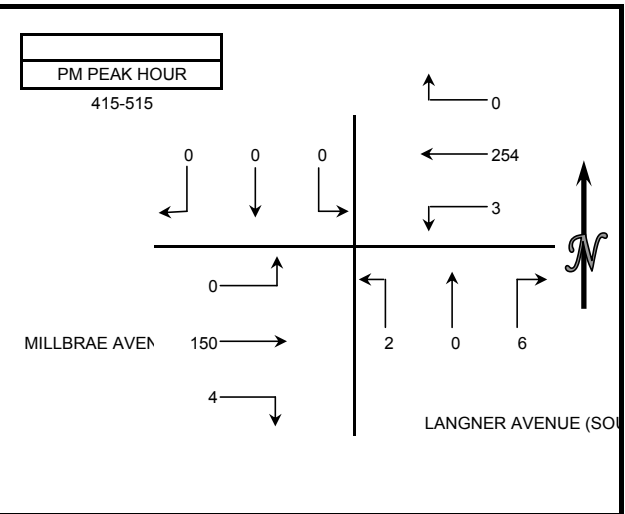 PM PEAK HOUR
415-515
0
0 0 0
254
3
N
0
MILLBRAE AVEN 150
2 0 6
4
LANGNER AVENUE (SOU